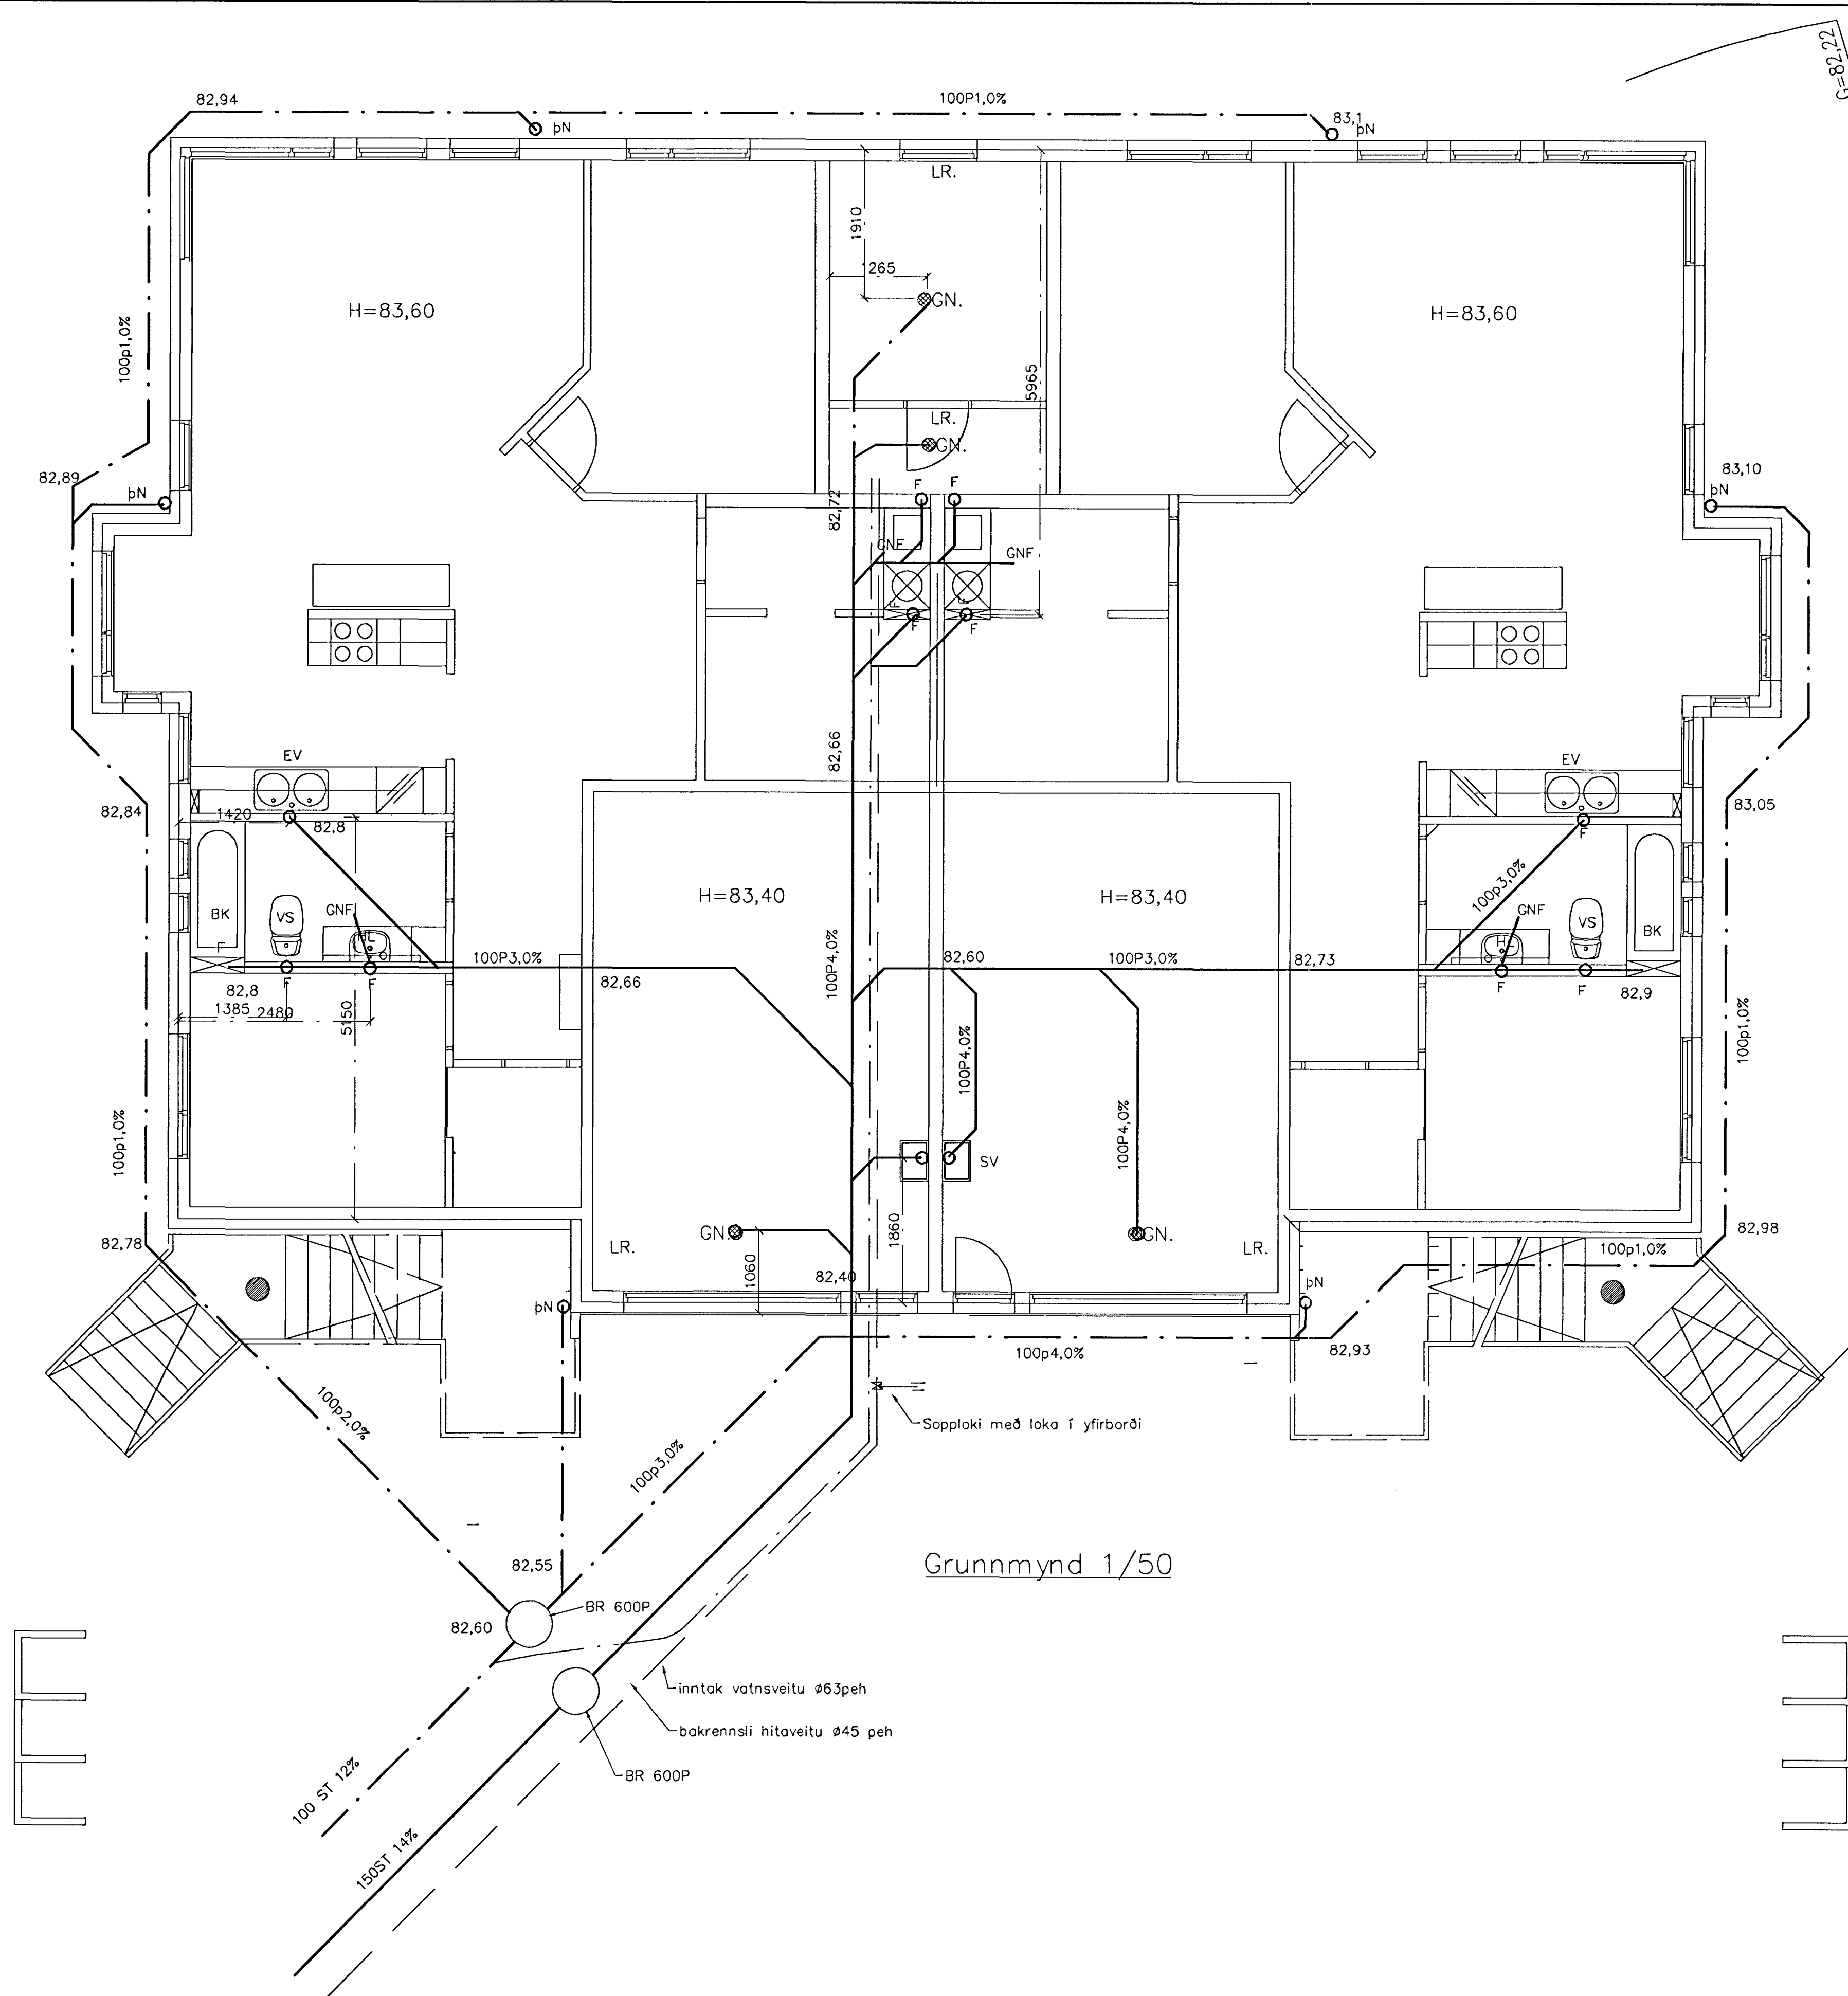 G=82,22
82,94
100P1,0%
83,1
þN
þN
LR.
1910
1265
GN.
H=83,60
H=83,60
100p1,0%
5965
LR.
GN.
82,89
þN
83,10
þN
F
F
82,72
GNF
GNF
F
F
F
F
82,66
EV
EV
82,84
1420
82,8
83,05
F
100p3,0%
H=83,40
H=83,40
BK
VS
GNF
HL
F
GNF
HL
VS
BK
100P3,0%
82,66
100P4,0%
82,60
100P3,0%
82,73
82,8
F
F
F
F
82,9
1385
2480
5150
100P4,0%
100p1,0%
100p1,0%
100P4,0%
SV
82,78
GN.
1860
GN.
82,98
LR.
LR.
100p1,0%
1060
82,40
þN
þN
100p4,0%
82,93
100p2,0%
Sopploki með loka í yfirborði
100p3,0%
Grunnmynd 1/50
82,55
BR 600P
82,60
inntak vatnsveitu ø63peh
bakrennsli hitaveitu ø45 peh
BR 600P
100 ST 12%
150ST 14%